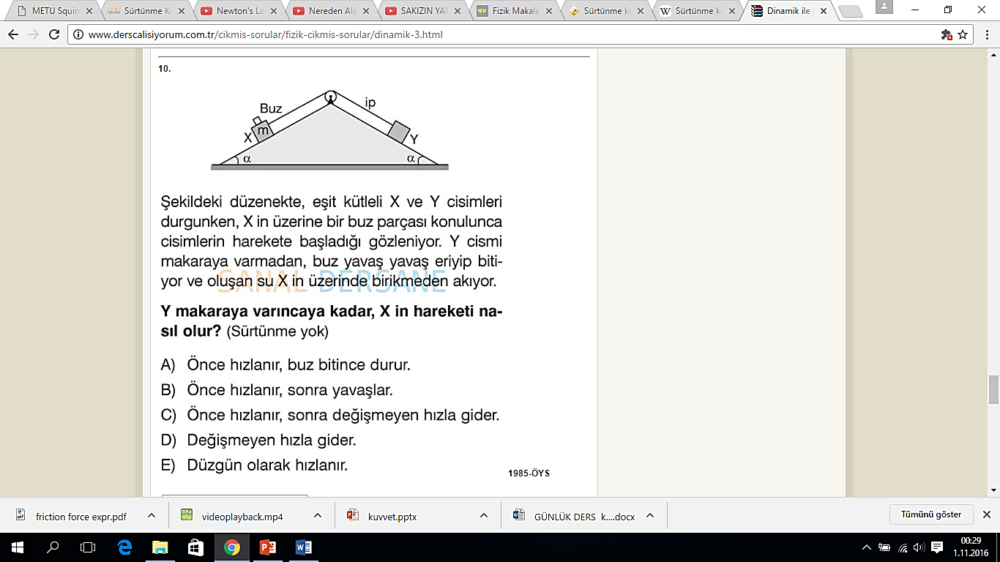 METU Squirr
Sürtünme K
Newton's La
Nereden Ala
SAKIZIN YAP
Fizik Makale
Sürtünme ku
Sürtünme ku
Dinamik ile
www.derscalisiyorum.com.tr/cikmis-sorular/fizik-cikmis-sorular/dinamik-3.html
10.
Buz
ip
X
m
Y
α
α
Şekildeki düzenekte, eşit kütleli X ve Y cisimleri
durgunken, X in üzerine bir buz parçası konulunca
cisimlerin harekete başladığı gözleniyor. Y cismi
makaraya varmadan, buz yavaş yavaş eriyip biti-
yor ve oluşan su X in üzerinde birikmeden akıyor.
SANAL DERSANE
Y makaraya varıncaya kadar, X in hareketi na-
sıl olur? (Sürtünme yok)
A) Önce hızlanır, buz bitince durur.
B) Önce hızlanır, sonra yavaşlar.
C) Önce hızlanır, sonra değişmeyen hızla gider.
D) Değişmeyen hızla gider.
E) Düzgün olarak hızlanır.
1985-ÖYS
friction force expr.pdf
videoplayback.mp4
kuvvet.pptx
GÜNLÜK DERS k....docx
Tümünü göster
00:29
1.11.2016